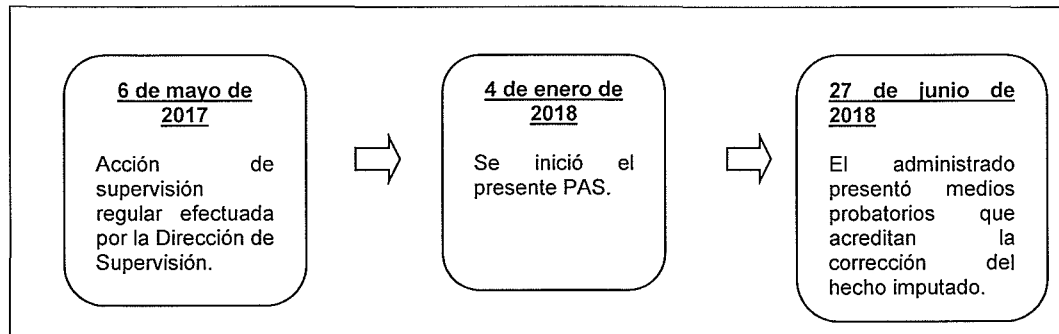 6 de mayo de
2017
Acción de
supervisión
regular efectuada
por la Dirección de
Supervisión.
4 de enero de
2018
Se inició el
presente PAS.
27 de junio de
2018
El administrado
presentó medios
probatorios que
acreditan la
corrección del
hecho imputado.